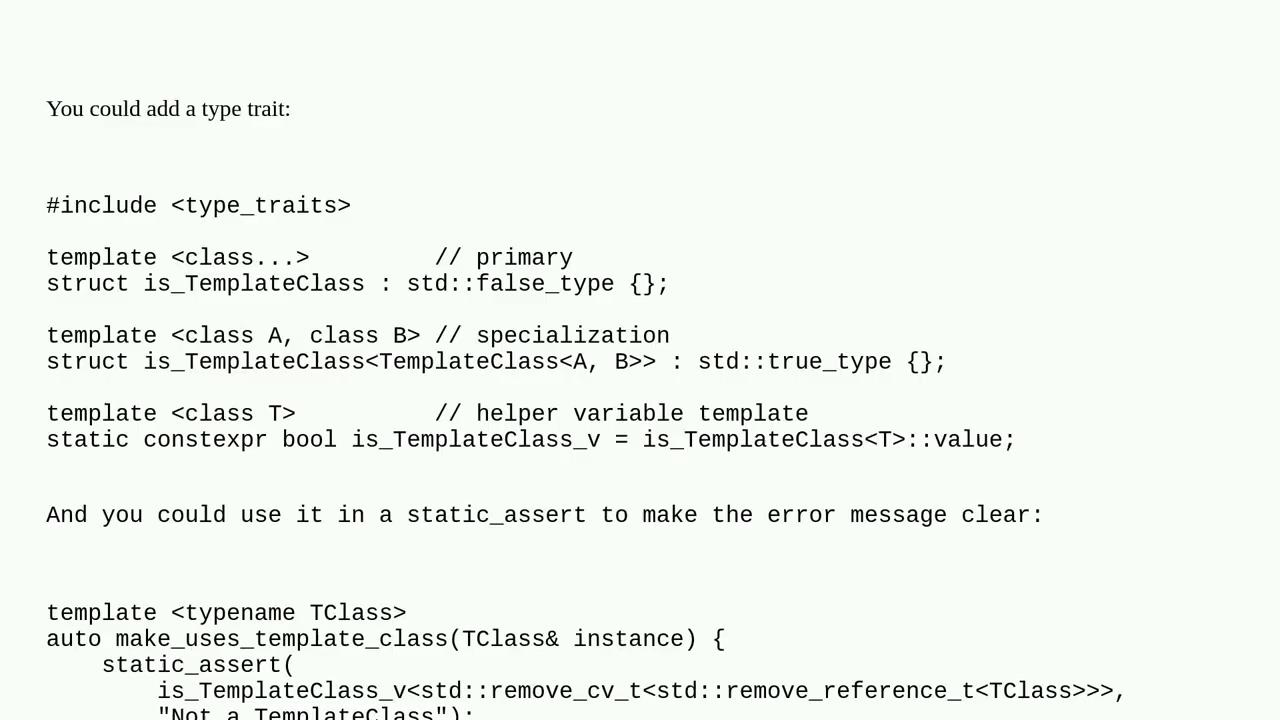 You could add a type trait:
#include <type_traits>
template <class...>         // primary
struct is_TemplateClass : std::false_type {};
template <class A, class B> // specialization
struct is_TemplateClass<TemplateClass<A, B>> : std::true_type {};
template <class T>          // helper variable template
static constexpr bool is_TemplateClass_v = is_TemplateClass<T>::value;
And you could use it in a static_assert to make the error message clear:
template <typename TClass>
auto make_uses_template_class(TClass& instance) {
    static_assert(
        is_TemplateClass_v<std::remove_cv_t<std::remove_reference_t<TClass>>>,
        "Not a TemplateClass");